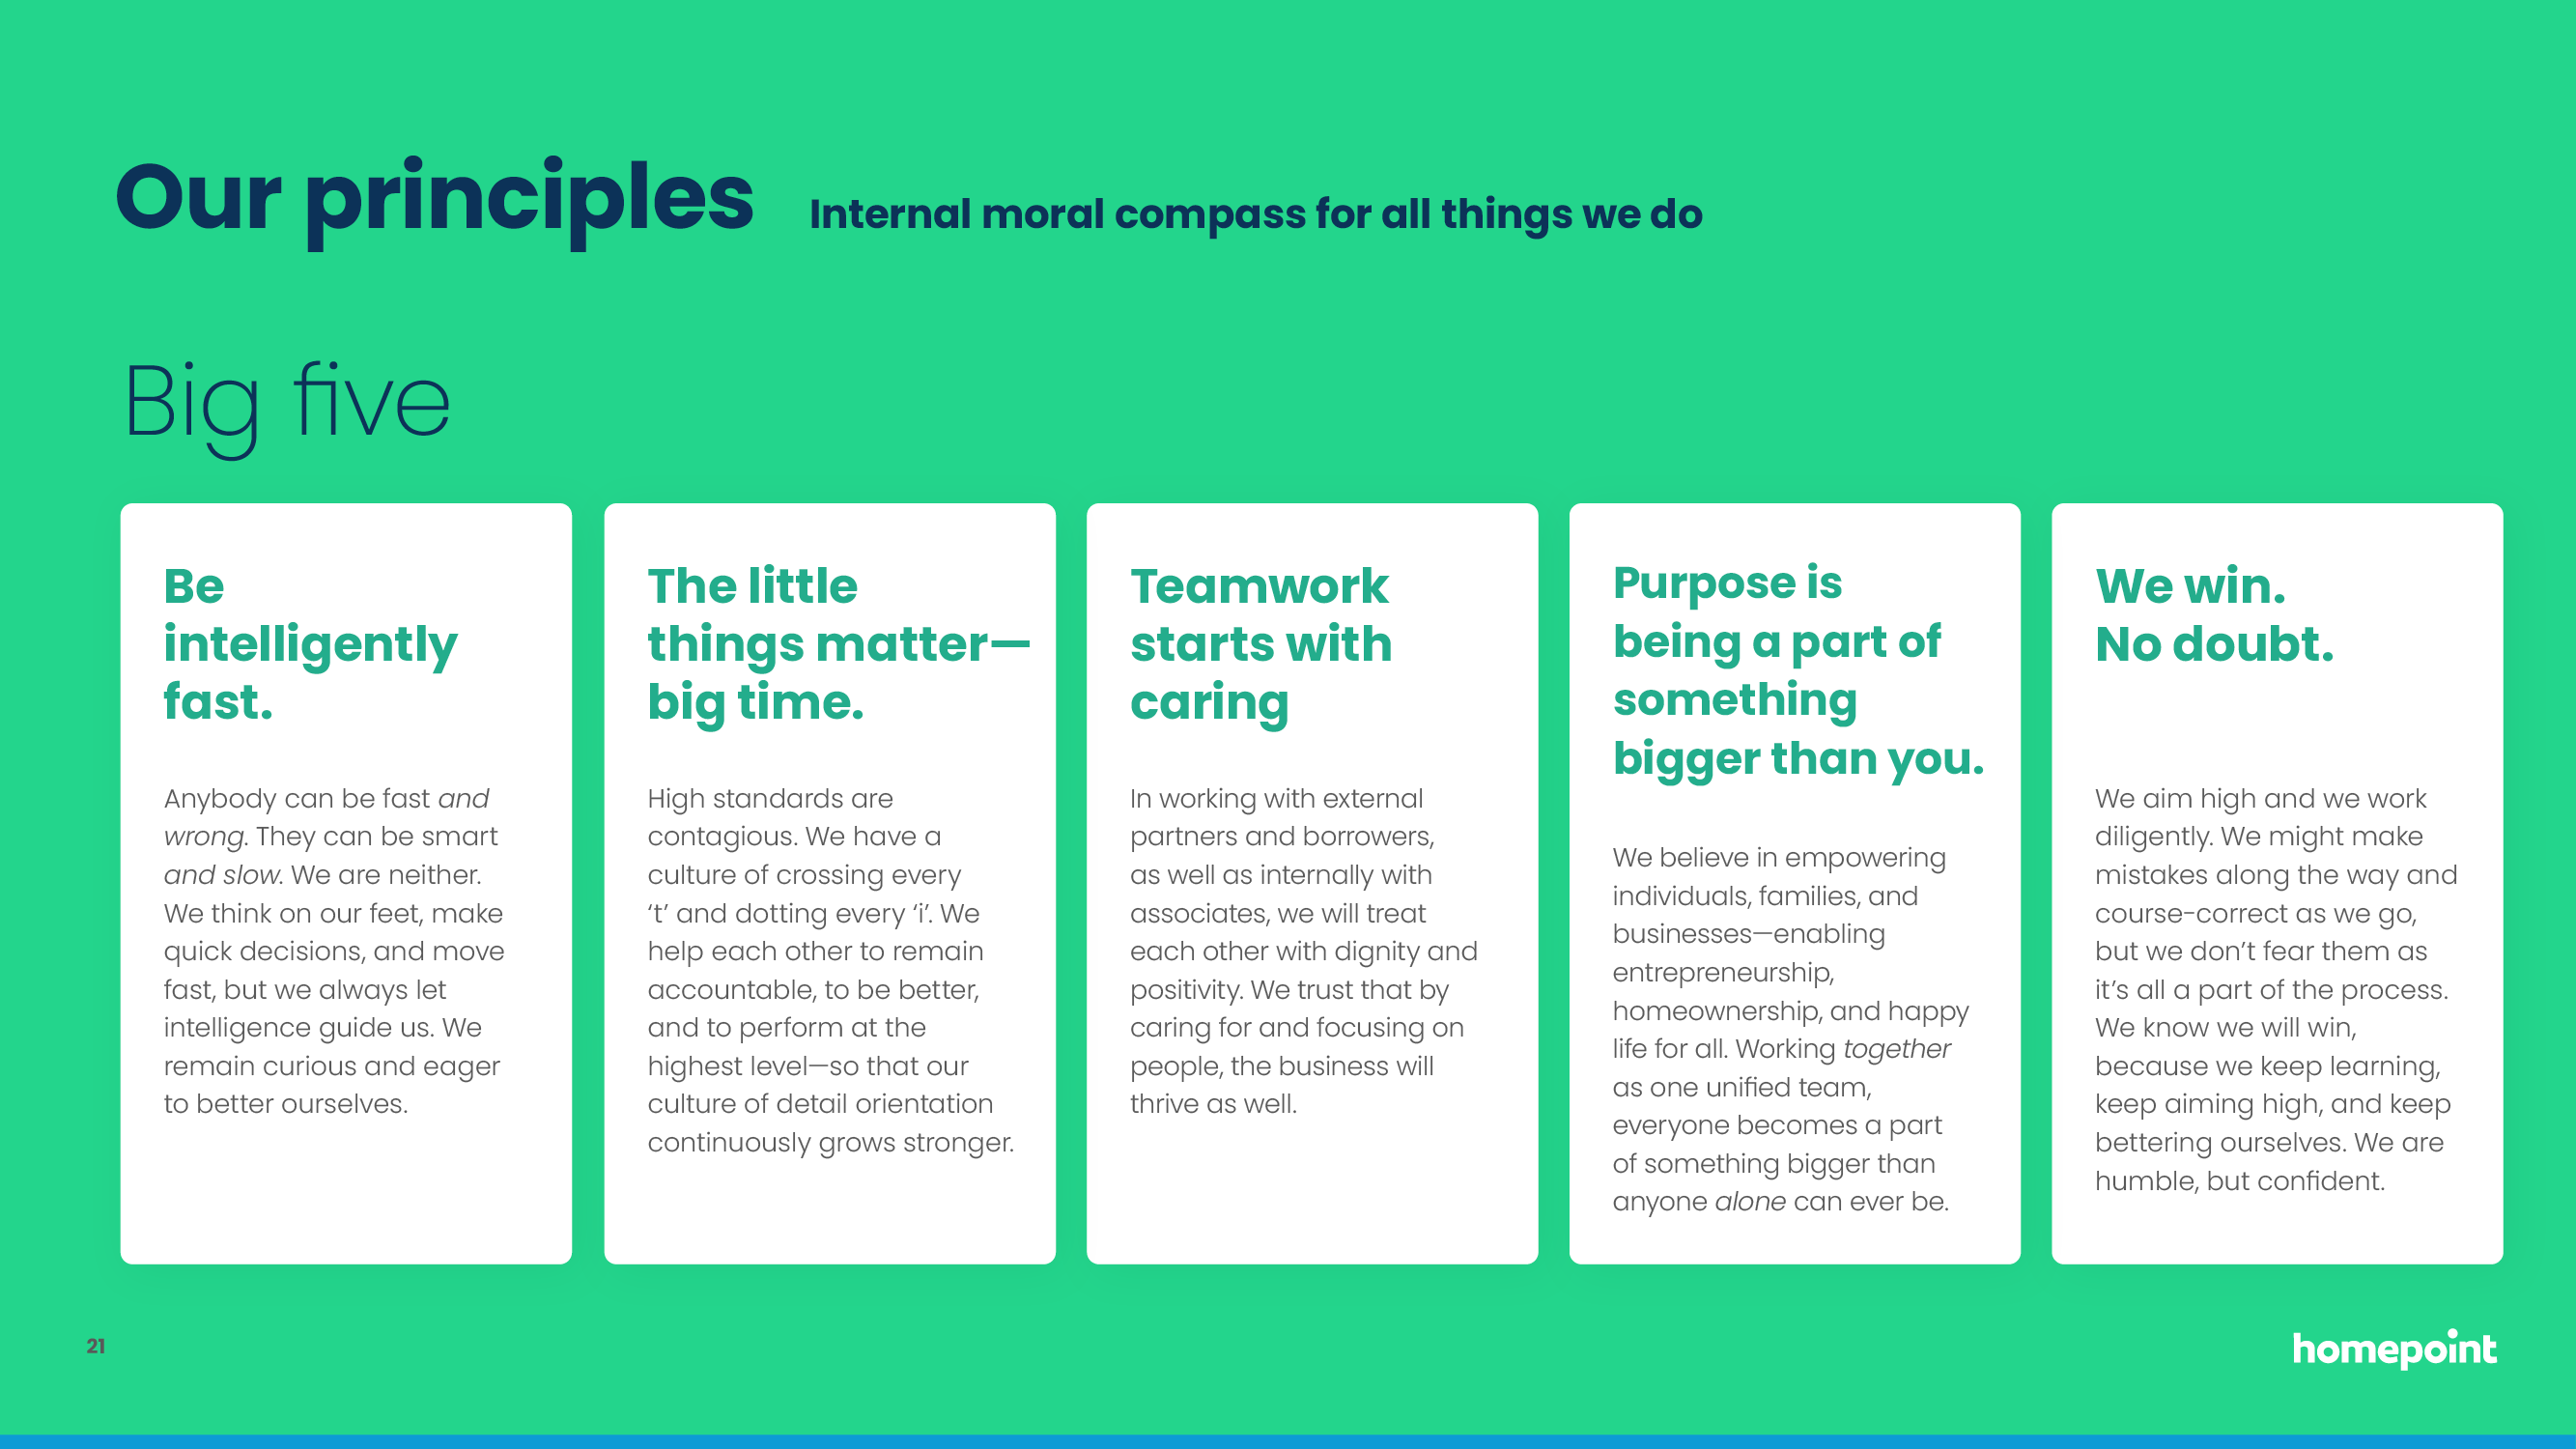 Our principles
Internal moral compass for all things we do
Big five
Be
intelligently
fast.
Anybody can be fast and
wrong. They can be smart
and slow. We are neither.
We think on our feet, make
quick decisions, and move
fast, but we always let
intelligence guide us. We
remain curious and eager
to better ourselves.
The little
things matter—
big time.
High standards are
contagious. We have a
culture of crossing every
‘t’ and dotting every ‘i’. We
help each other to remain
accountable, to be better,
and to perform at the
highest level—so that our
culture of detail orientation
continuously grows stronger.
Teamwork
starts with
caring
In working with external
partners and borrowers,
as well as internally with
associates, we will treat
each other with dignity and
positivity. We trust that by
caring for and focusing on
people, the business will
thrive as well.
Purpose is
being a part of
something
bigger than you.
We believe in empowering
individuals, families, and
businesses—enabling
entrepreneurship,
homeownership, and happy
life for all. Working together
as one unified team,
everyone becomes a part
of something bigger than
anyone alone can ever be.
We win.
No doubt.
We aim high and we work
diligently. We might make
mistakes along the way and
course-correct as we go,
but we don’t fear them as
it’s all a part of the process.
We know we will win,
because we keep learning,
keep aiming high, and keep
bettering ourselves. We are
humble, but confident.
21
homepoint